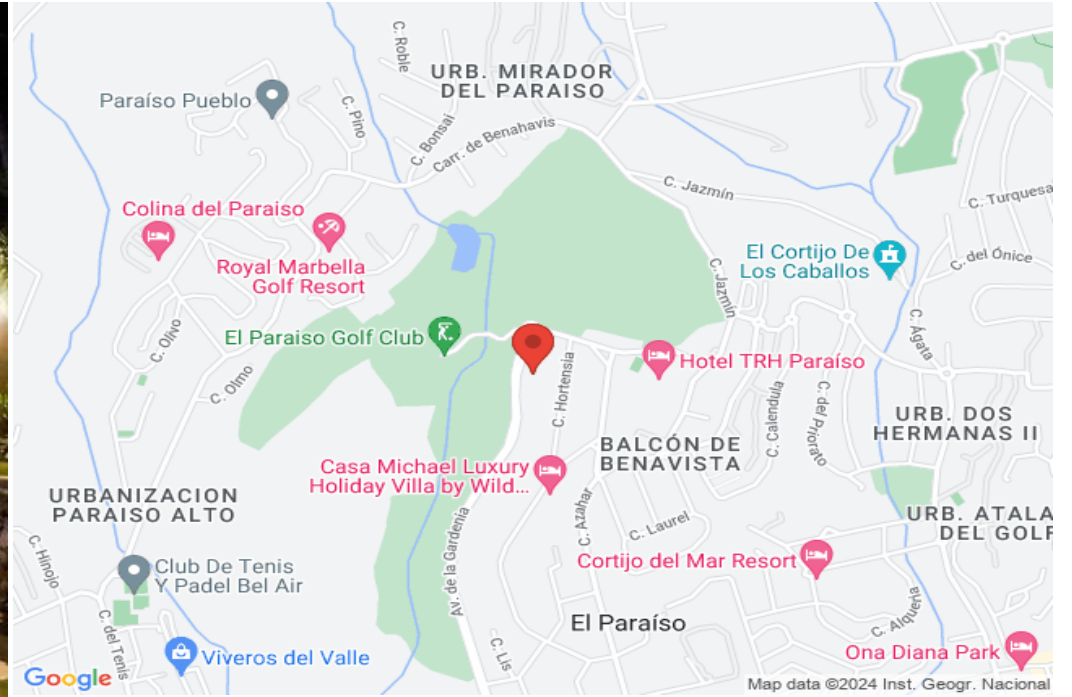 C. Roble
URB. MIRADOR
DEL PARAISO
Paraíso Pueblo
C. Pino
C. Bonsai
Carr. de Benahavis
C. Jazmín
C. Turquesa
Colina del Paraiso
Royal Marbella
Golf Resort
El Cortijo De
Los Caballos
C. del Ónice
C. Jazmín
El Paraiso Golf Club
C. Olivo
C. Olmo
C. Hortensia
Hotel TRH Paraíso
C. Ágata
C. Calendula
C. del Priorato
URB. DOS
HERMANAS II
BALCÓN DE
BENAVISTA
Casa Michael Luxury
Holiday Villa by Wild...
URBANIZACION
PARAISO ALTO
C. Azahar
C. Laurel
URB. ATALA
DEL GOLF
Av. de la Gardenia
C. Hinojo
Club De Tenis
Y Padel Bel Air
Cortijo del Mar Resort
C. del Tenis
El Paraíso
C. Alqueria
C. Lis
Viveros del Valle
Ona Diana Park
Google
Map data ©2024 Inst. Geogr. Nacional